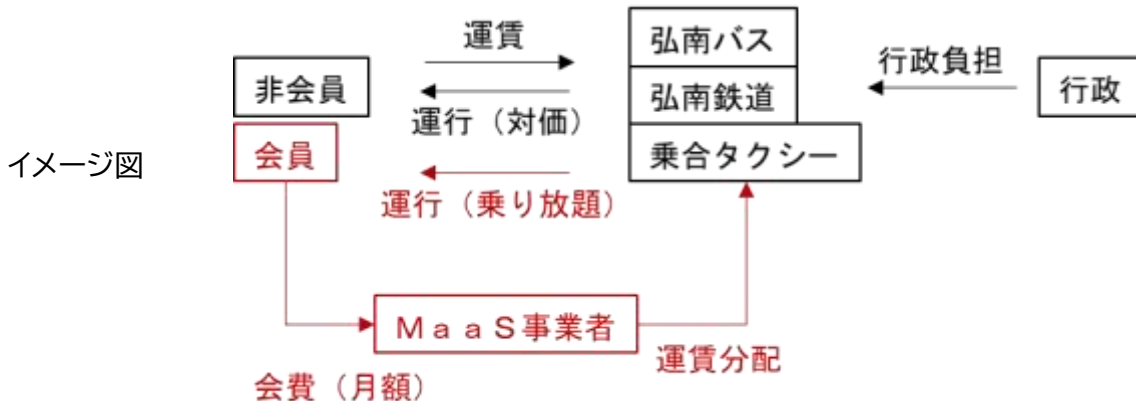 運賃
弘南バス
行政負担
非会員
弘南鉄道
行政
運行（対価）
イメージ図
会員
乗合タクシー
運行（乗り放題）
ＭａａＳ事業者
運賃分配
会費（月額）